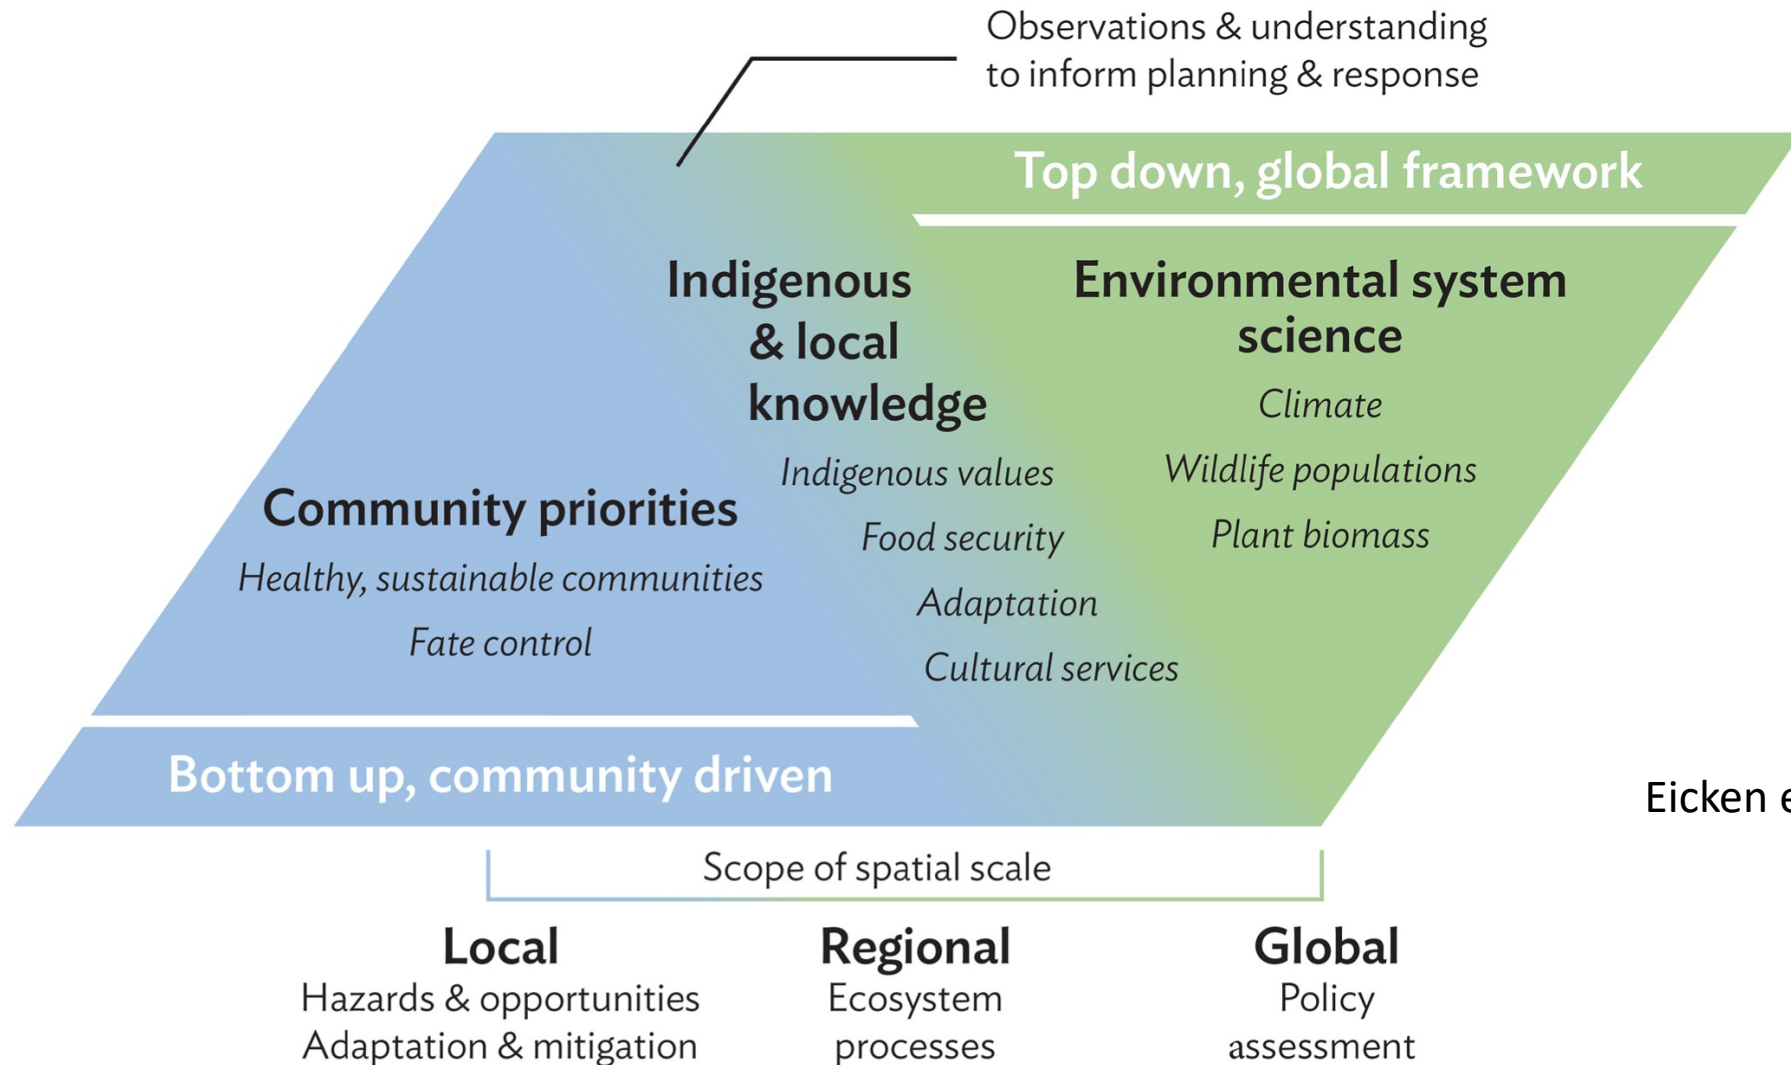 Observations & understanding
to inform planning & response
Top down, global framework
Indigenous
& local
knowledge
Indigenous values
Food security
Adaptation
Cultural services
Environmental system
science
Climate
Wildlife populations
Plant biomass
Community priorities
Healthy, sustainable communities
Fate control
Bottom up, community driven
Eicken
Scope of spatial scale
Local
Hazards & opportunities
Adaptation & mitigation
Regional
Ecosystem
processes
Global
Policy
assessment